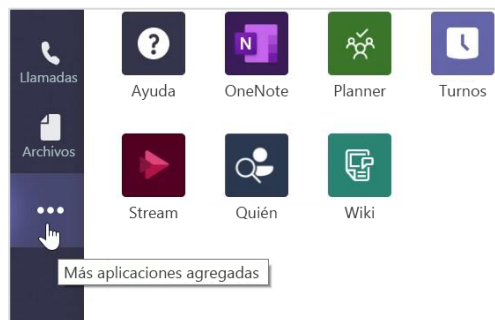 Llamadas
Archivos
Ayuda
OneNote
Planner
Turnos
Stream
Quién
Wiki
Más aplicaciones agregadas